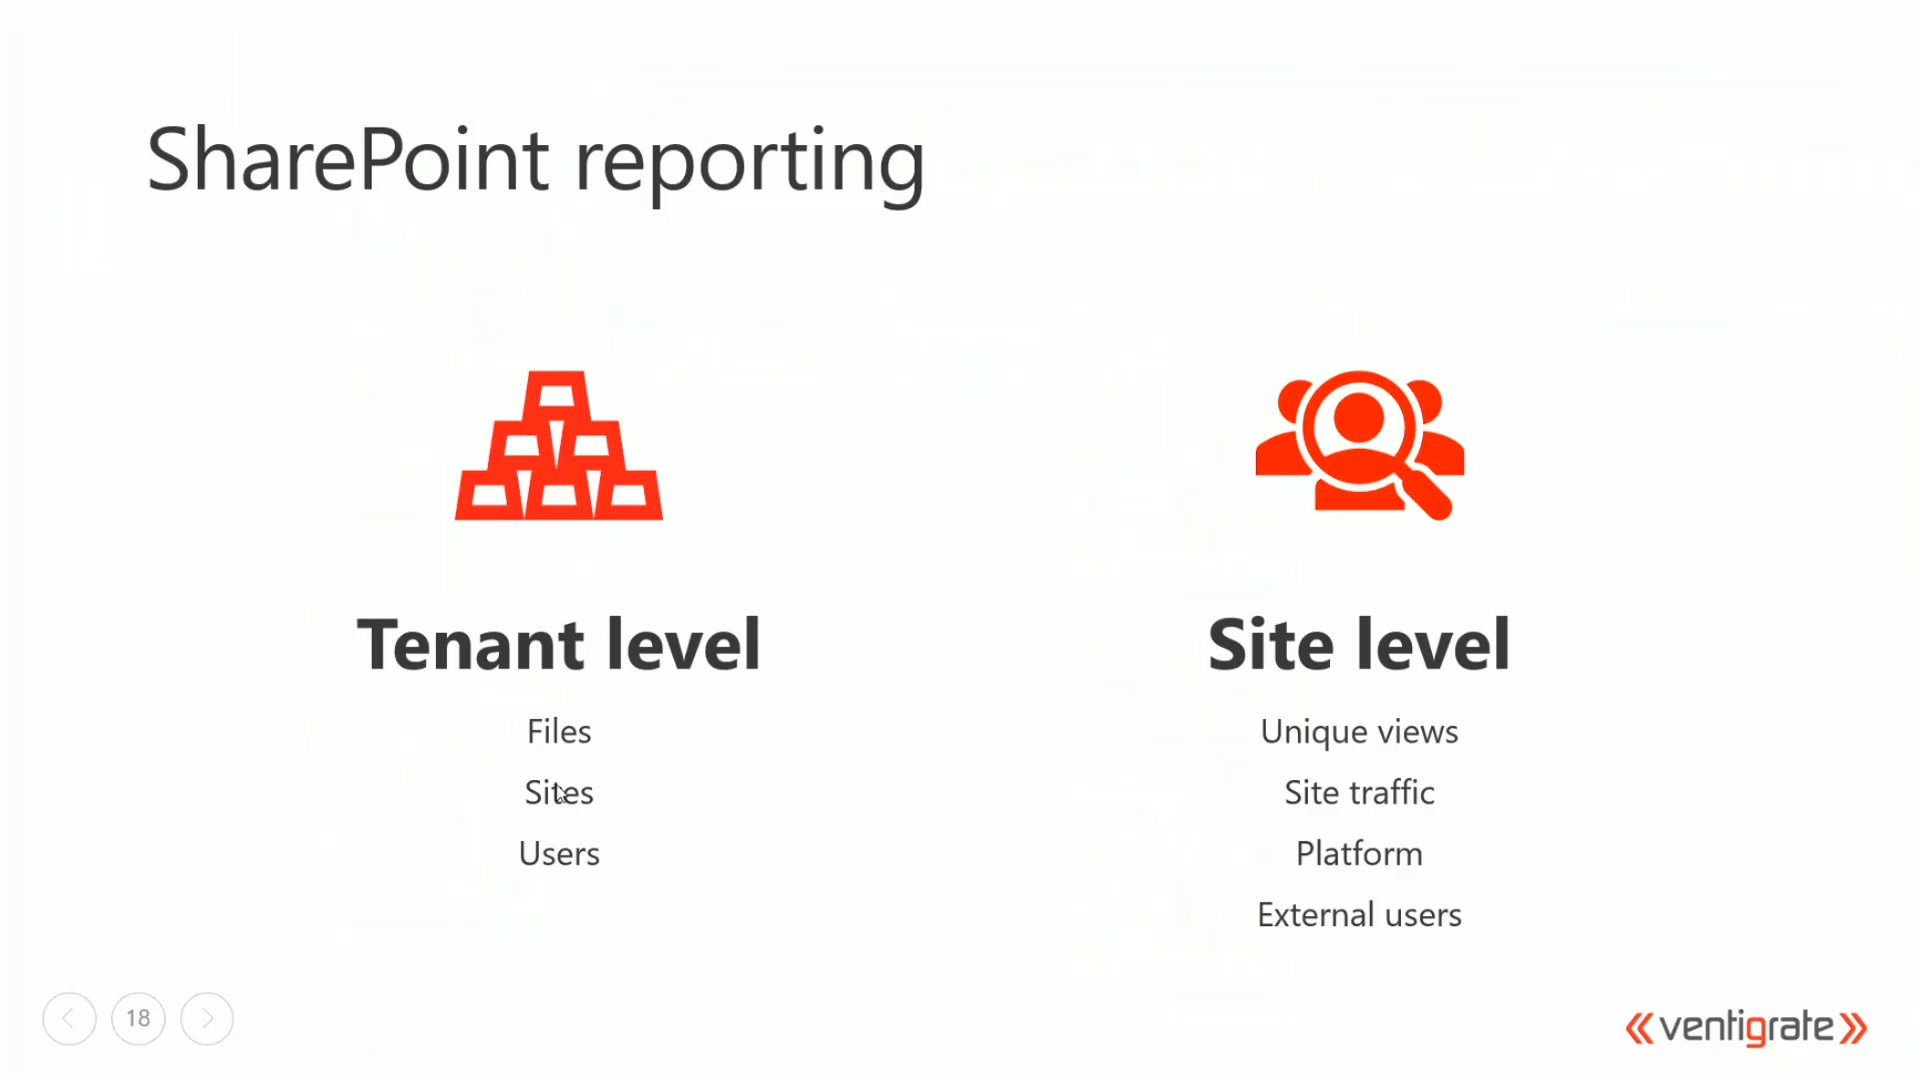 SharePoint reporting
Tenant level
Files
Sites
Users
Site level
Unique views
Site traffic
Platform
External users
18
ventigrate